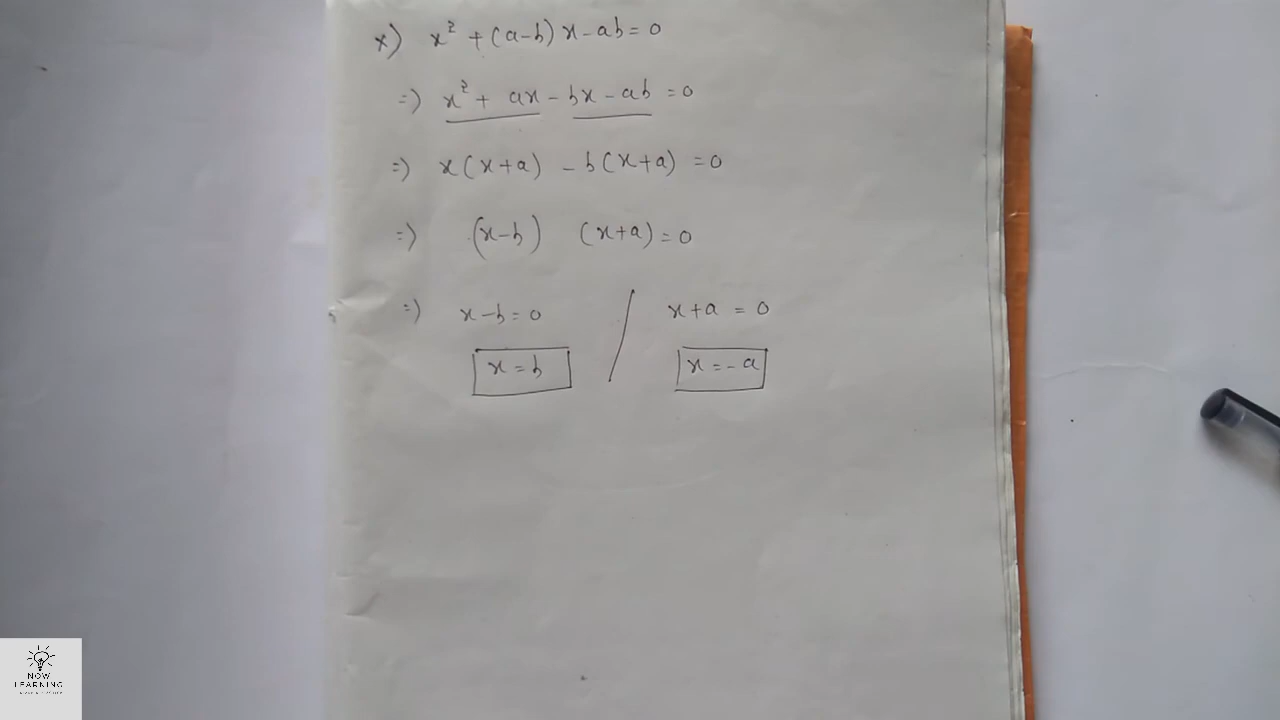 x) x² + (a-b) x - ab = 0
=) x² + ax - bx - ab = 0
=) x (x+a) - b (x+a) = 0
=) (x-b) (x+a) = 0
=) x-b=0 / x+a = 0
x = b x = -a
NOW
LEARNING